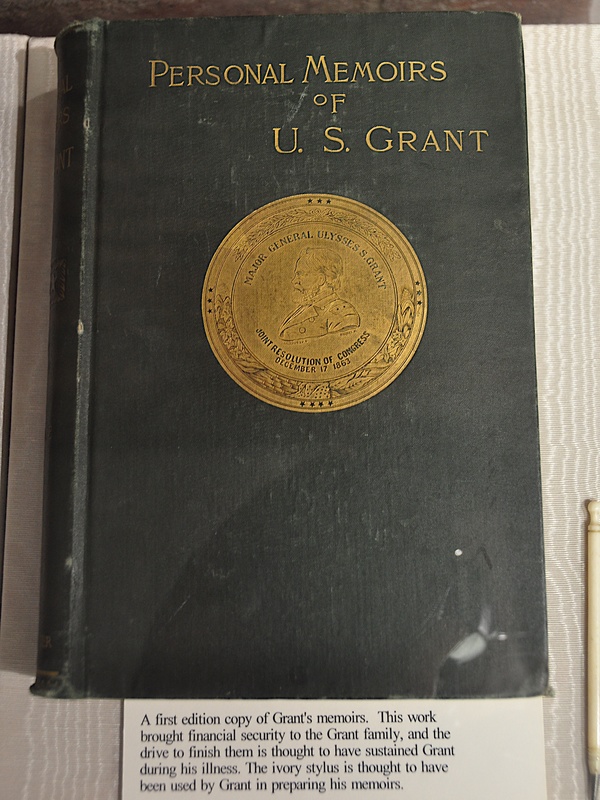 PERSONAL MEMOIRS
OF
U. S. GRANT
MAJOR GENERAL ULYSSES S. GRANT
JOINT RESOLUTION OF CONGRESS
DECEMBER 17 1863
A first edition copy of Grant's memoirs. This work
brought financial security to the Grant family, and the
drive to finish them is thought to have sustained Grant
during his illness. The ivory stylus is thought to have
been used by Grant in preparing his memoirs.